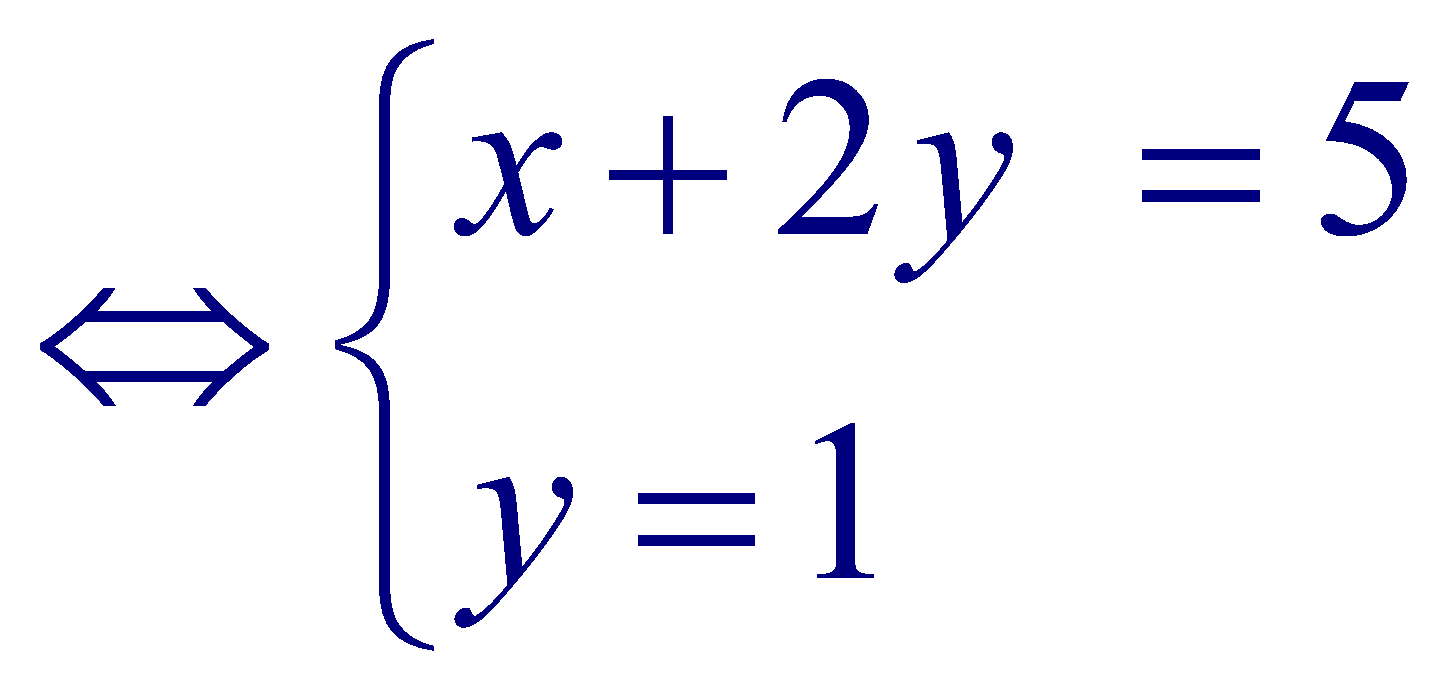 x + 2y = 5
⇔ {
y = 1